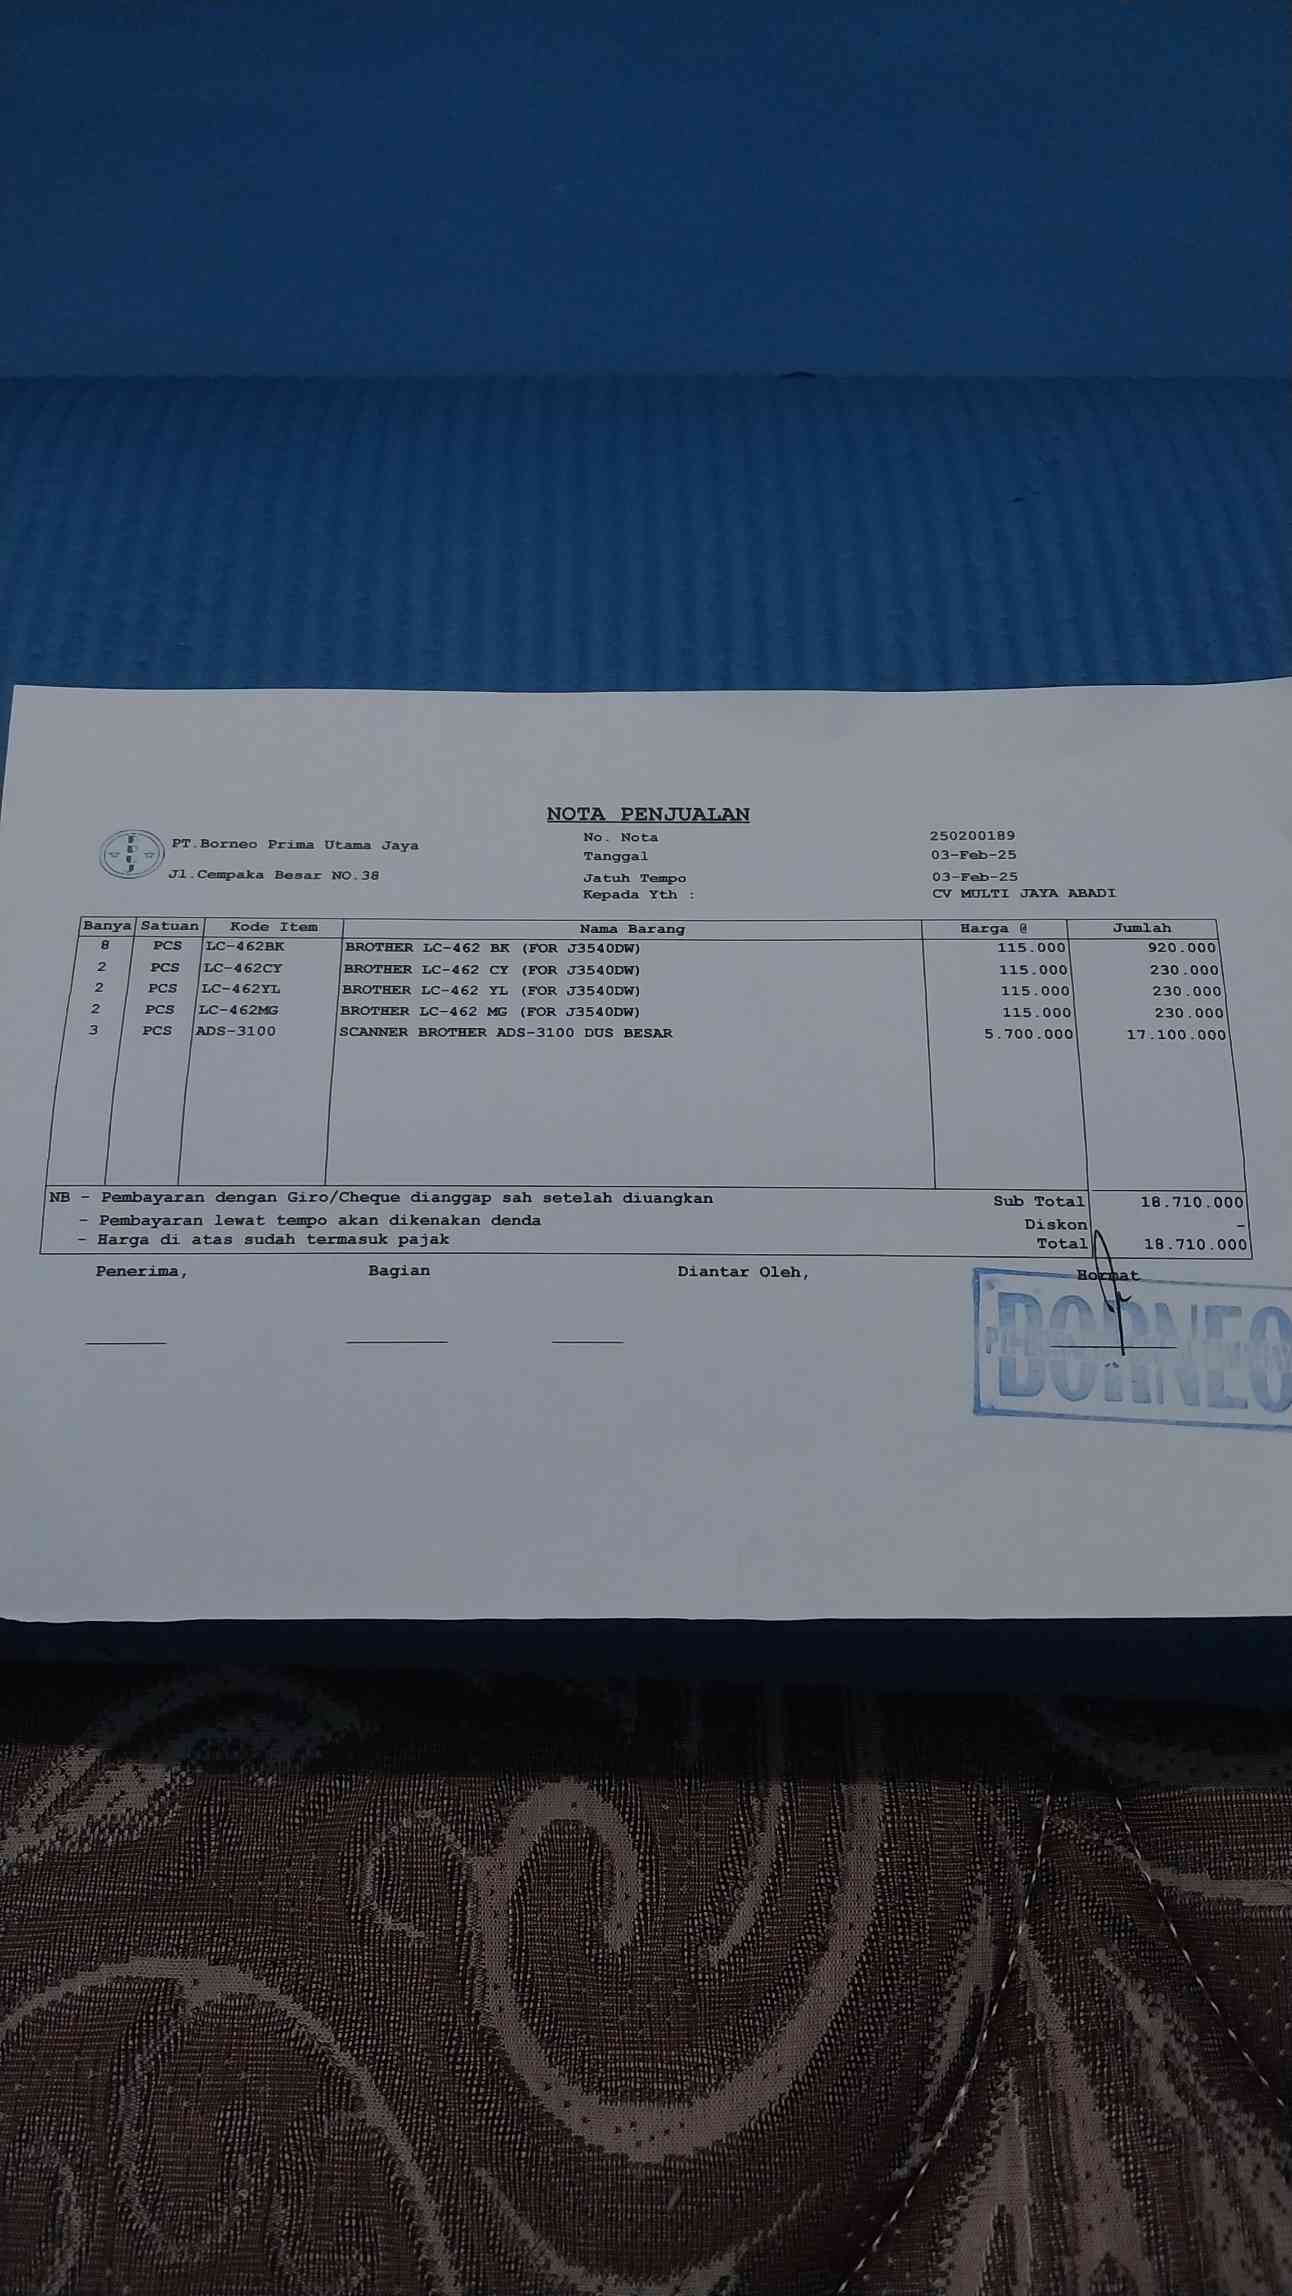 NOTA PENJUALAN
PT.Borneo Prima Utama Jaya
Jl.Cempaka Besar NO.38
No. Nota 250200189
Tanggal 03-Feb-25
Jatuh Tempo 03-Feb-25
Kepada Yth : CV MULTI JAYA ABADI
Banya Satuan Kode Item Nama Barang Harga @ Jumlah
8 PCS LC-462BK BROTHER LC-462 BK (FOR J3540DW) 115.000 920.000
2 PCS LC-462CY BROTHER LC-462 CY (FOR J3540DW) 115.000 230.000
2 PCS LC-462YL BROTHER LC-462 YL (FOR J3540DW) 115.000 230.000
2 PCS LC-462MG BROTHER LC-462 MG (FOR J3540DW) 115.000 230.000
3 PCS ADS-3100 SCANNER BROTHER ADS-3100 DUS BESAR 5.700.000 17.100.000
NB - Pembayaran dengan Giro/Cheque dianggap sah setelah diuangkan Sub Total 18.710.000
- Pembayaran lewat tempo akan dikenakan denda Diskon -
- Harga di atas sudah termasuk pajak Total 18.710.000
Penerima, Bagian Diantar Oleh, Hormat
BORNEO